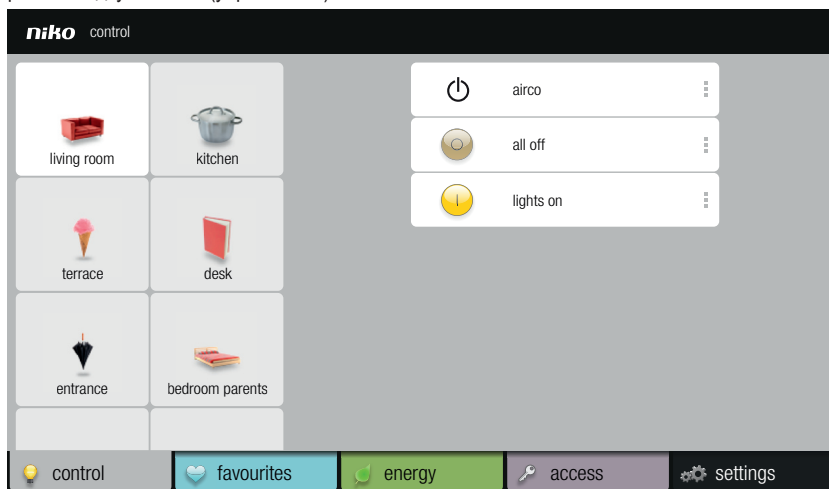 niko control
living room
kitchen
terrace
desk
entrance
bedroom parents
airco
all off
lights on
control
favourites
energy
access
settings